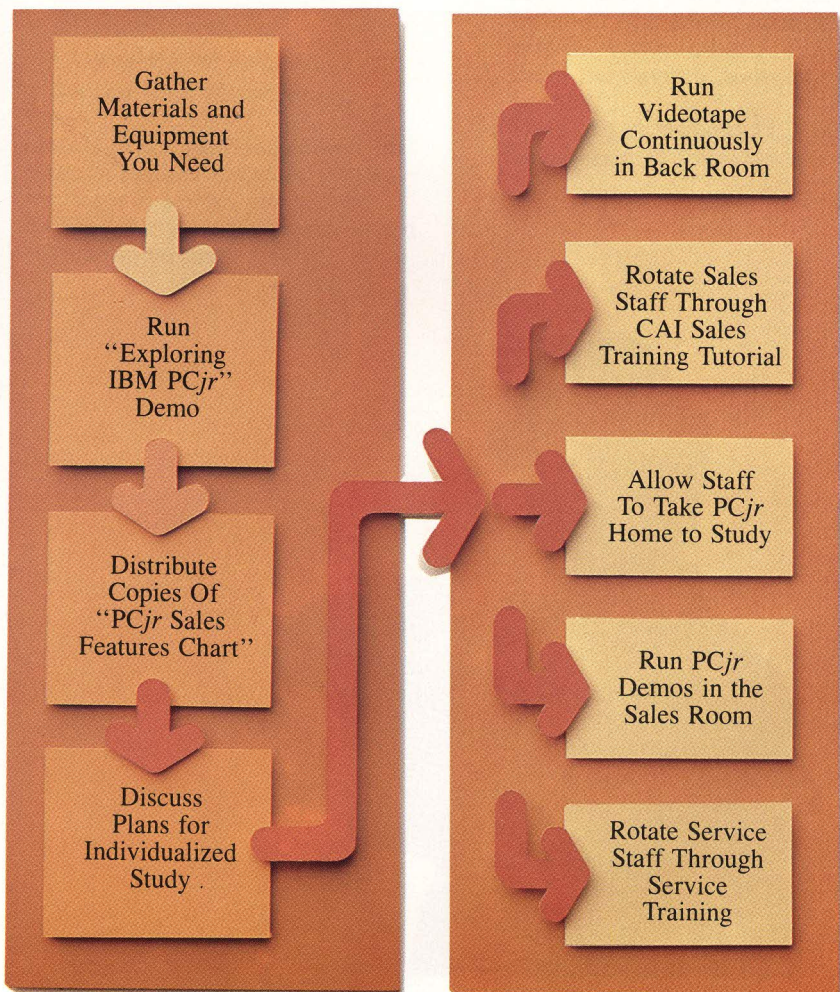 Gather
Materials and
Equipment
You Need
Run
‘‘Exploring
IBM PCjr’’
Demo
Distribute
Copies Of
‘‘PCjr Sales
Features Chart’’
Discuss
Plans for
Individualized
Study
Run
Videotape
Continuously
in Back Room
Rotate Sales
Staff Through
CAI Sales
Training Tutorial
Allow Staff
To Take PCjr
Home to Study
Run PCjr
Demos in the
Sales Room
Rotate Service
Staff Through
Service
Training